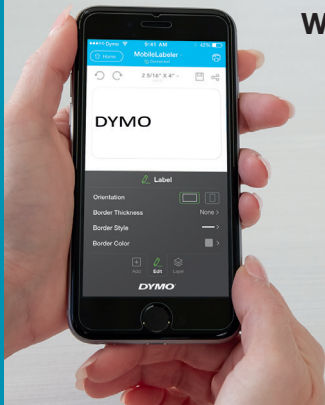 W
Dymo 9:41 AM 42%
Home MobileLabeler
Connected
2 5/16" X 4"
DYMO
Label
Orientation
Border Thickness None >
Border Style >
Border Color >
Add Edit Layer
DYMO